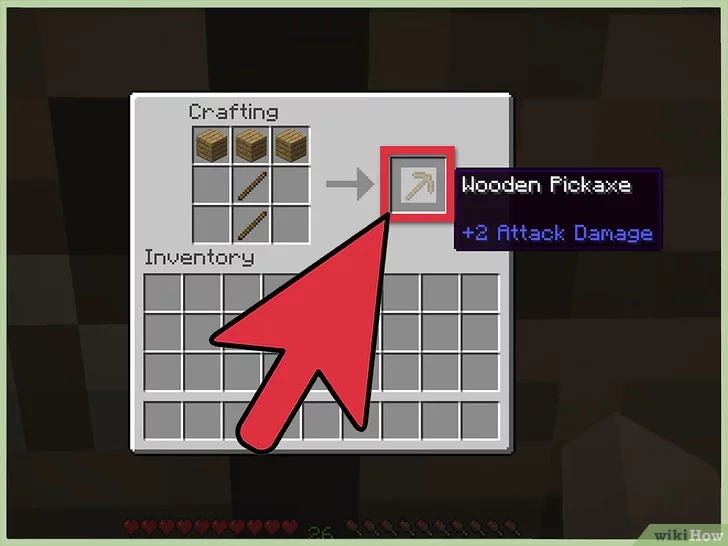 Crafting
Wooden Pickaxe
+2 Attack Damage
Inventory
26
wikiHow